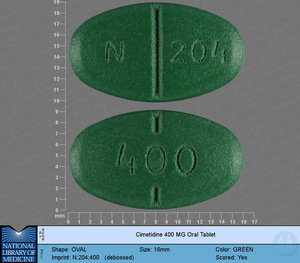 N 204
400
mm
0 1 2 3 4 5 6 7 8 9 10 11 12 13 14 15 16 17
NATIONAL
LIBRARY OF
MEDICINE
Cimetidine 400 MG Oral Tablet
Shape: OVAL Size: 16mm Color: GREEN
Imprint: N;204;400 (debossed) Scored: Yes